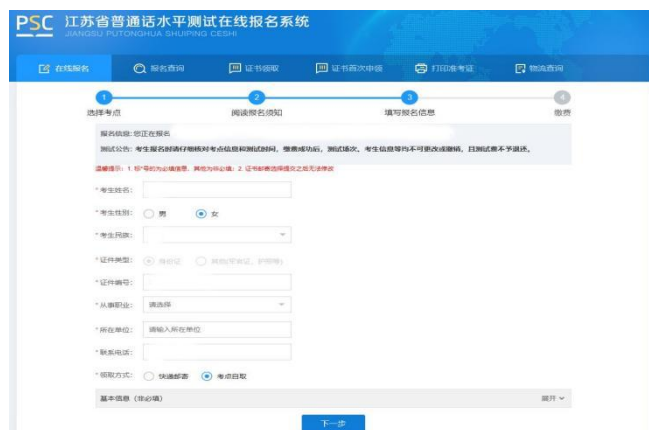 PSC 江苏省普通话水平测试在线报名系统
JIANGSU PUTONGHUA SHUIPING CESHI
在线报名 报名查询 证书领取 证书首次申领 打印准考证 物流查询
1 2 3 4
选择考点 阅读报名须知 填写报名信息 缴费
报名信息: 您正在报名
测试公告: 考生报名时请仔细核对考点信息和测试时间，缴费成功后，测试场次、考生信息等均不可更改或撤销，且测试费不予退还。
温馨提示: 1. 标*号的为必填信息，其他为非必填; 2. 证书邮寄选择提交之后无法修改
*考生姓名:
*考生性别: 男 女
*考生民族:
*证件类型: 身份证
*证件编号:
*从事职业: 请选择
*所在单位: 请输入所在单位
*联系电话:
*领取方式: 快递邮寄 考点自取
基本信息（非必填） 展开
下一步